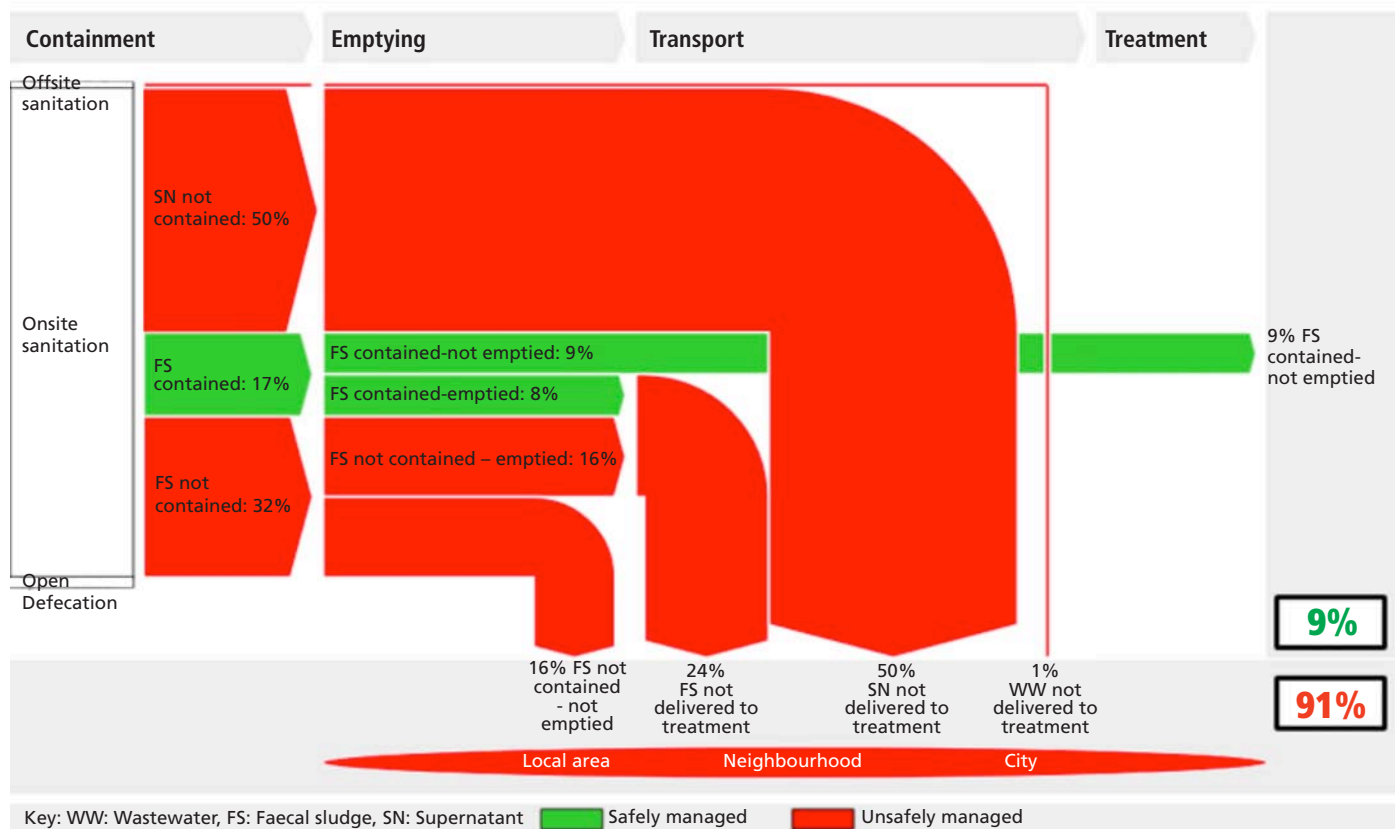 Containment
Emptying
Transport
Treatment
Offsite
sanitation
SN not
contained: 50%
Onsite
sanitation
FS
contained: 17%
FS contained-not emptied: 9%
FS contained-emptied: 8%
9% FS
contained-
not emptied
FS not contained – emptied: 16%
FS not
contained: 32%
Open
Defecation
9%
16% FS not
contained
- not
emptied
24%
FS not
delivered to
treatment
50%
SN not
delivered to
treatment
1%
WW not
delivered to
treatment
91%
Local area
Neighbourhood
City
Key: WW: Wastewater, FS: Faecal sludge, SN: Supernatant
Safely managed
Unsafely managed